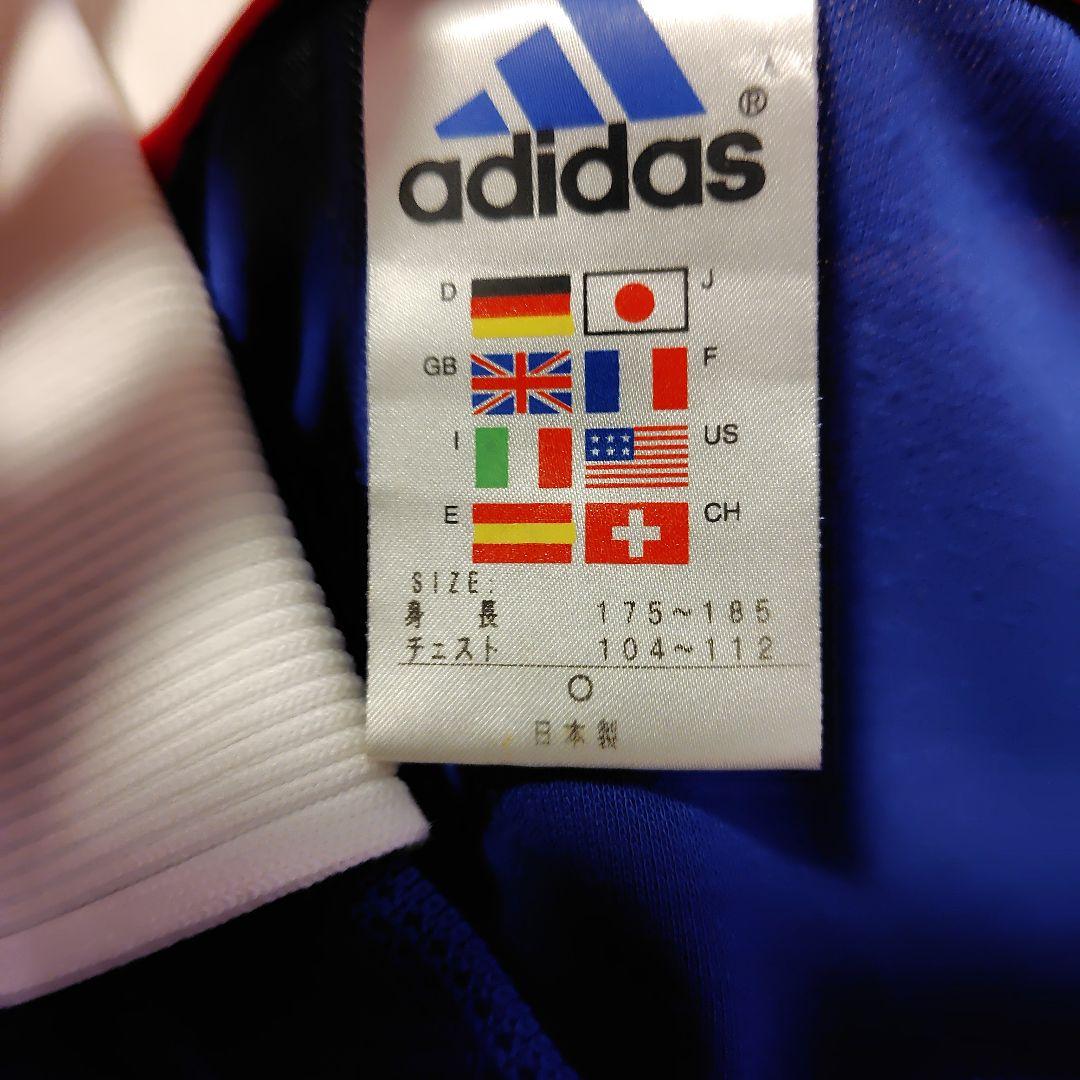 ®
adidas
D J
GB F
I US
E CH
SIZE:
身長 175~185
チェスト 104~112
O
日本製